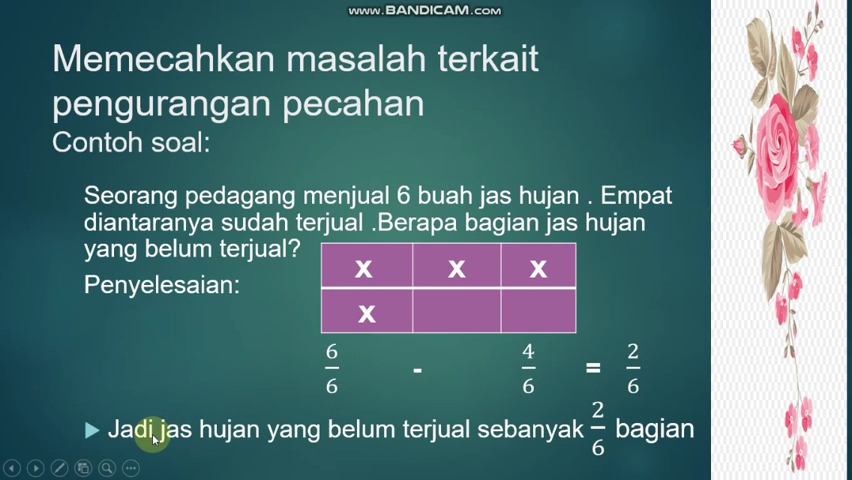 www.BANDICAM.com
Memecahkan masalah terkait
pengurangan pecahan
Contoh soal:
Seorang pedagang menjual 6 buah jas hujan . Empat
diantaranya sudah terjual .Berapa bagian jas hujan
yang belum terjual?
Penyelesaian:
x x x
x
6/6 - 4/6 = 2/6
Jadi jas hujan yang belum terjual sebanyak 2/6 bagian